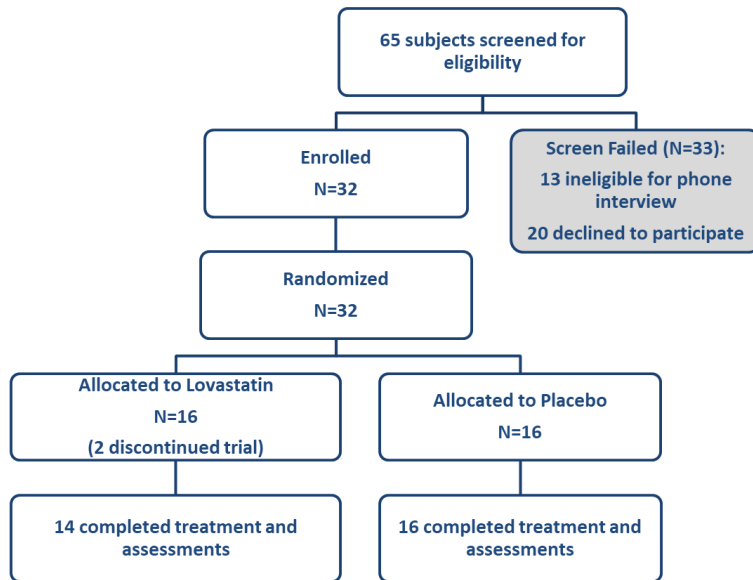 65 subjects screened for
eligibility
Enrolled
N=32
Screen Failed (N=33):
13 ineligible for phone
interview
20 declined to participate
Randomized
N=32
Allocated to Lovastatin
N=16
(2 discontinued trial)
Allocated to Placebo
N=16
14 completed treatment and
assessments
16 completed treatment and
assessments